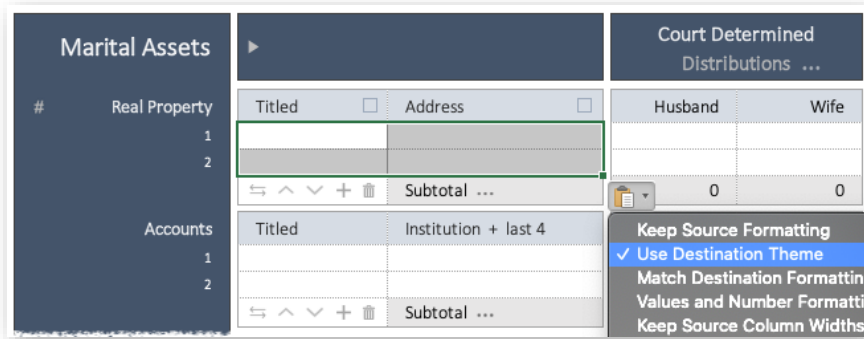 Marital Assets
Court Determined
Distributions ...
# Real Property Titled Address Husband Wife
1
2
Subtotal ... 0 0
Accounts Titled Institution + last 4
1
2
Subtotal ...
Keep Source Formatting
✓ Use Destination Theme
Match Destination Formattin
Values and Number Formatti
Keep Source Column Widths